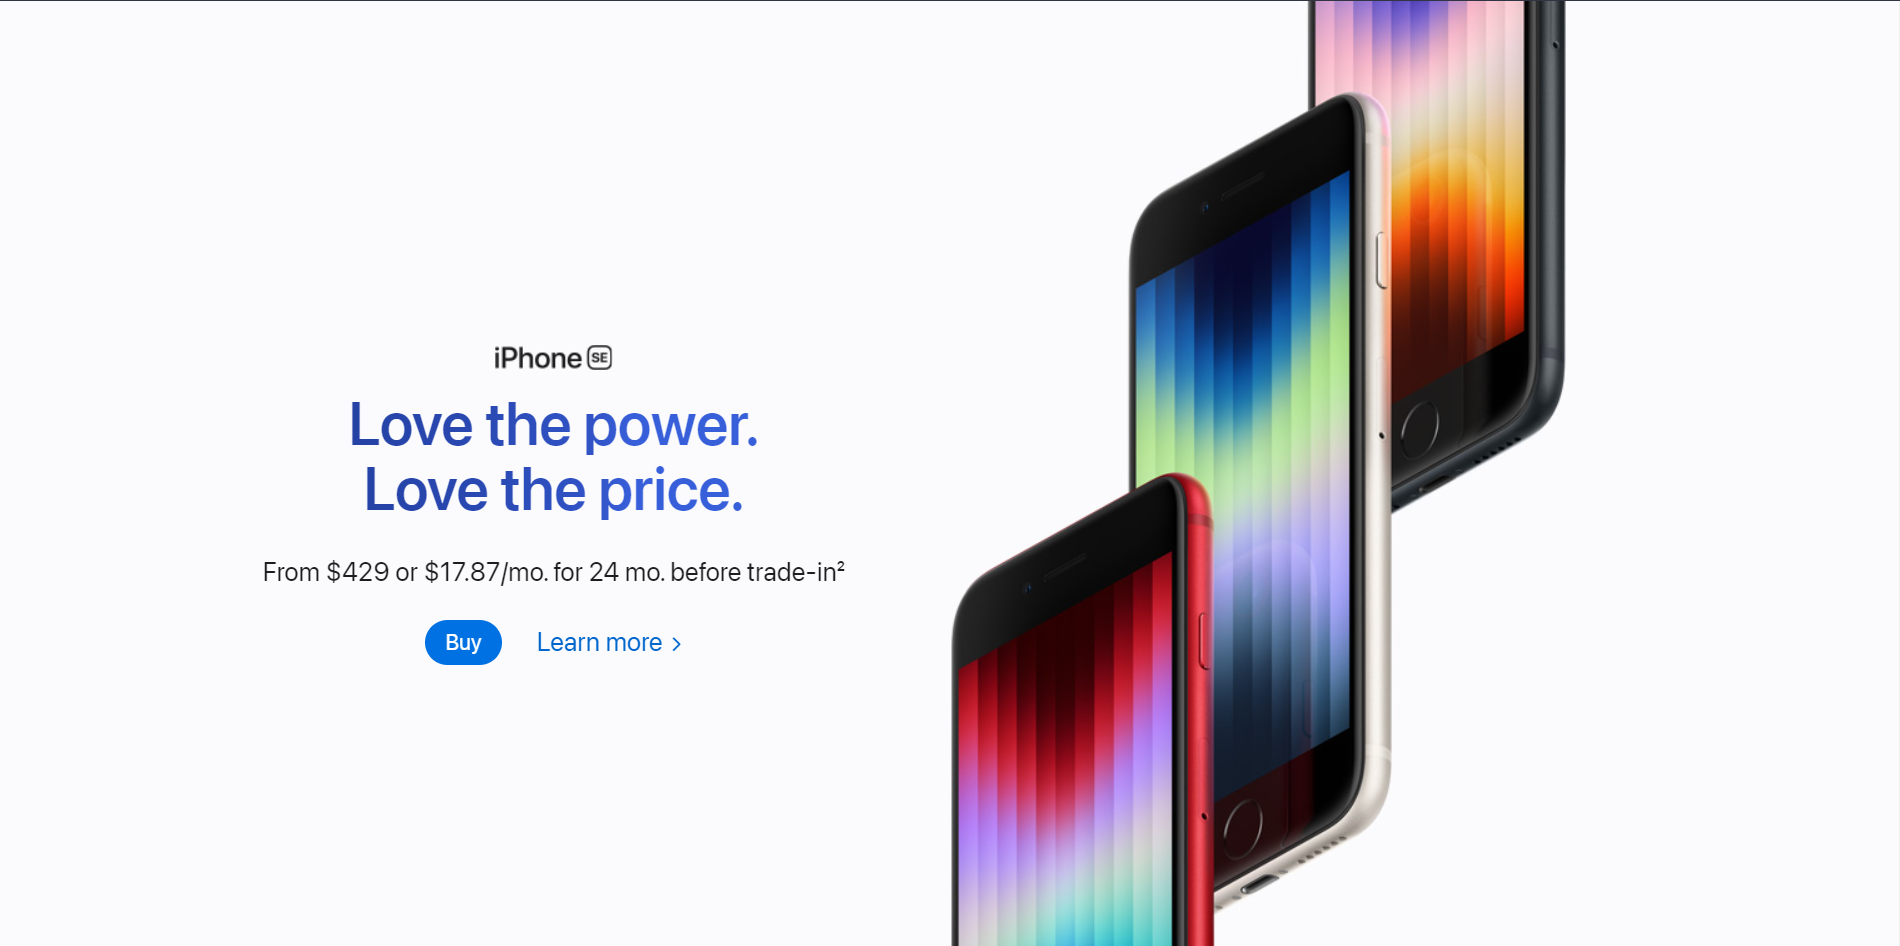 iPhone SE
Love the power.
Love the price.
From $429 or $17.87/mo. for 24 mo. before trade-in²
Buy Learn more >